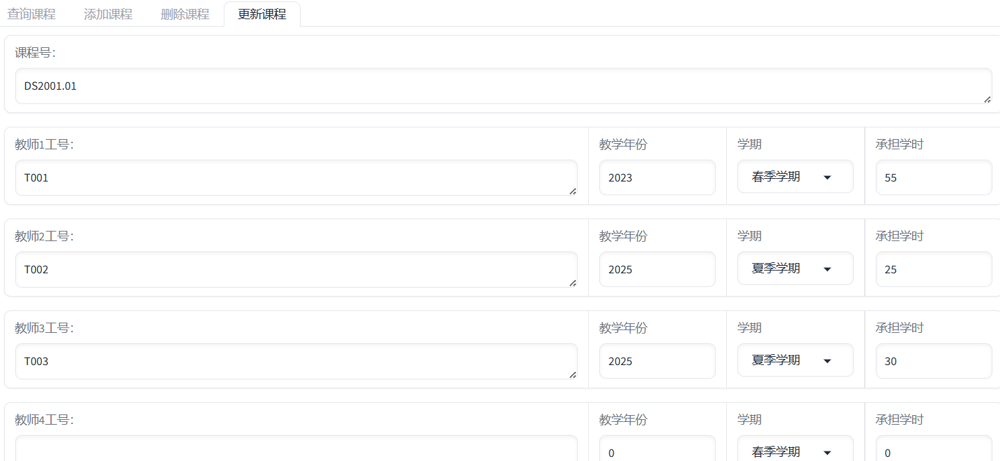 查询课程 添加课程 删除课程 更新课程
课程号:
DS2001.01
教师1工号: 教学年份 学期 承担学时
T001 2023 春季学期 55
教师2工号: 教学年份 学期 承担学时
T002 2025 夏季学期 25
教师3工号: 教学年份 学期 承担学时
T003 2025 夏季学期 30
教师4工号: 教学年份 学期 承担学时
0 春季学期 0